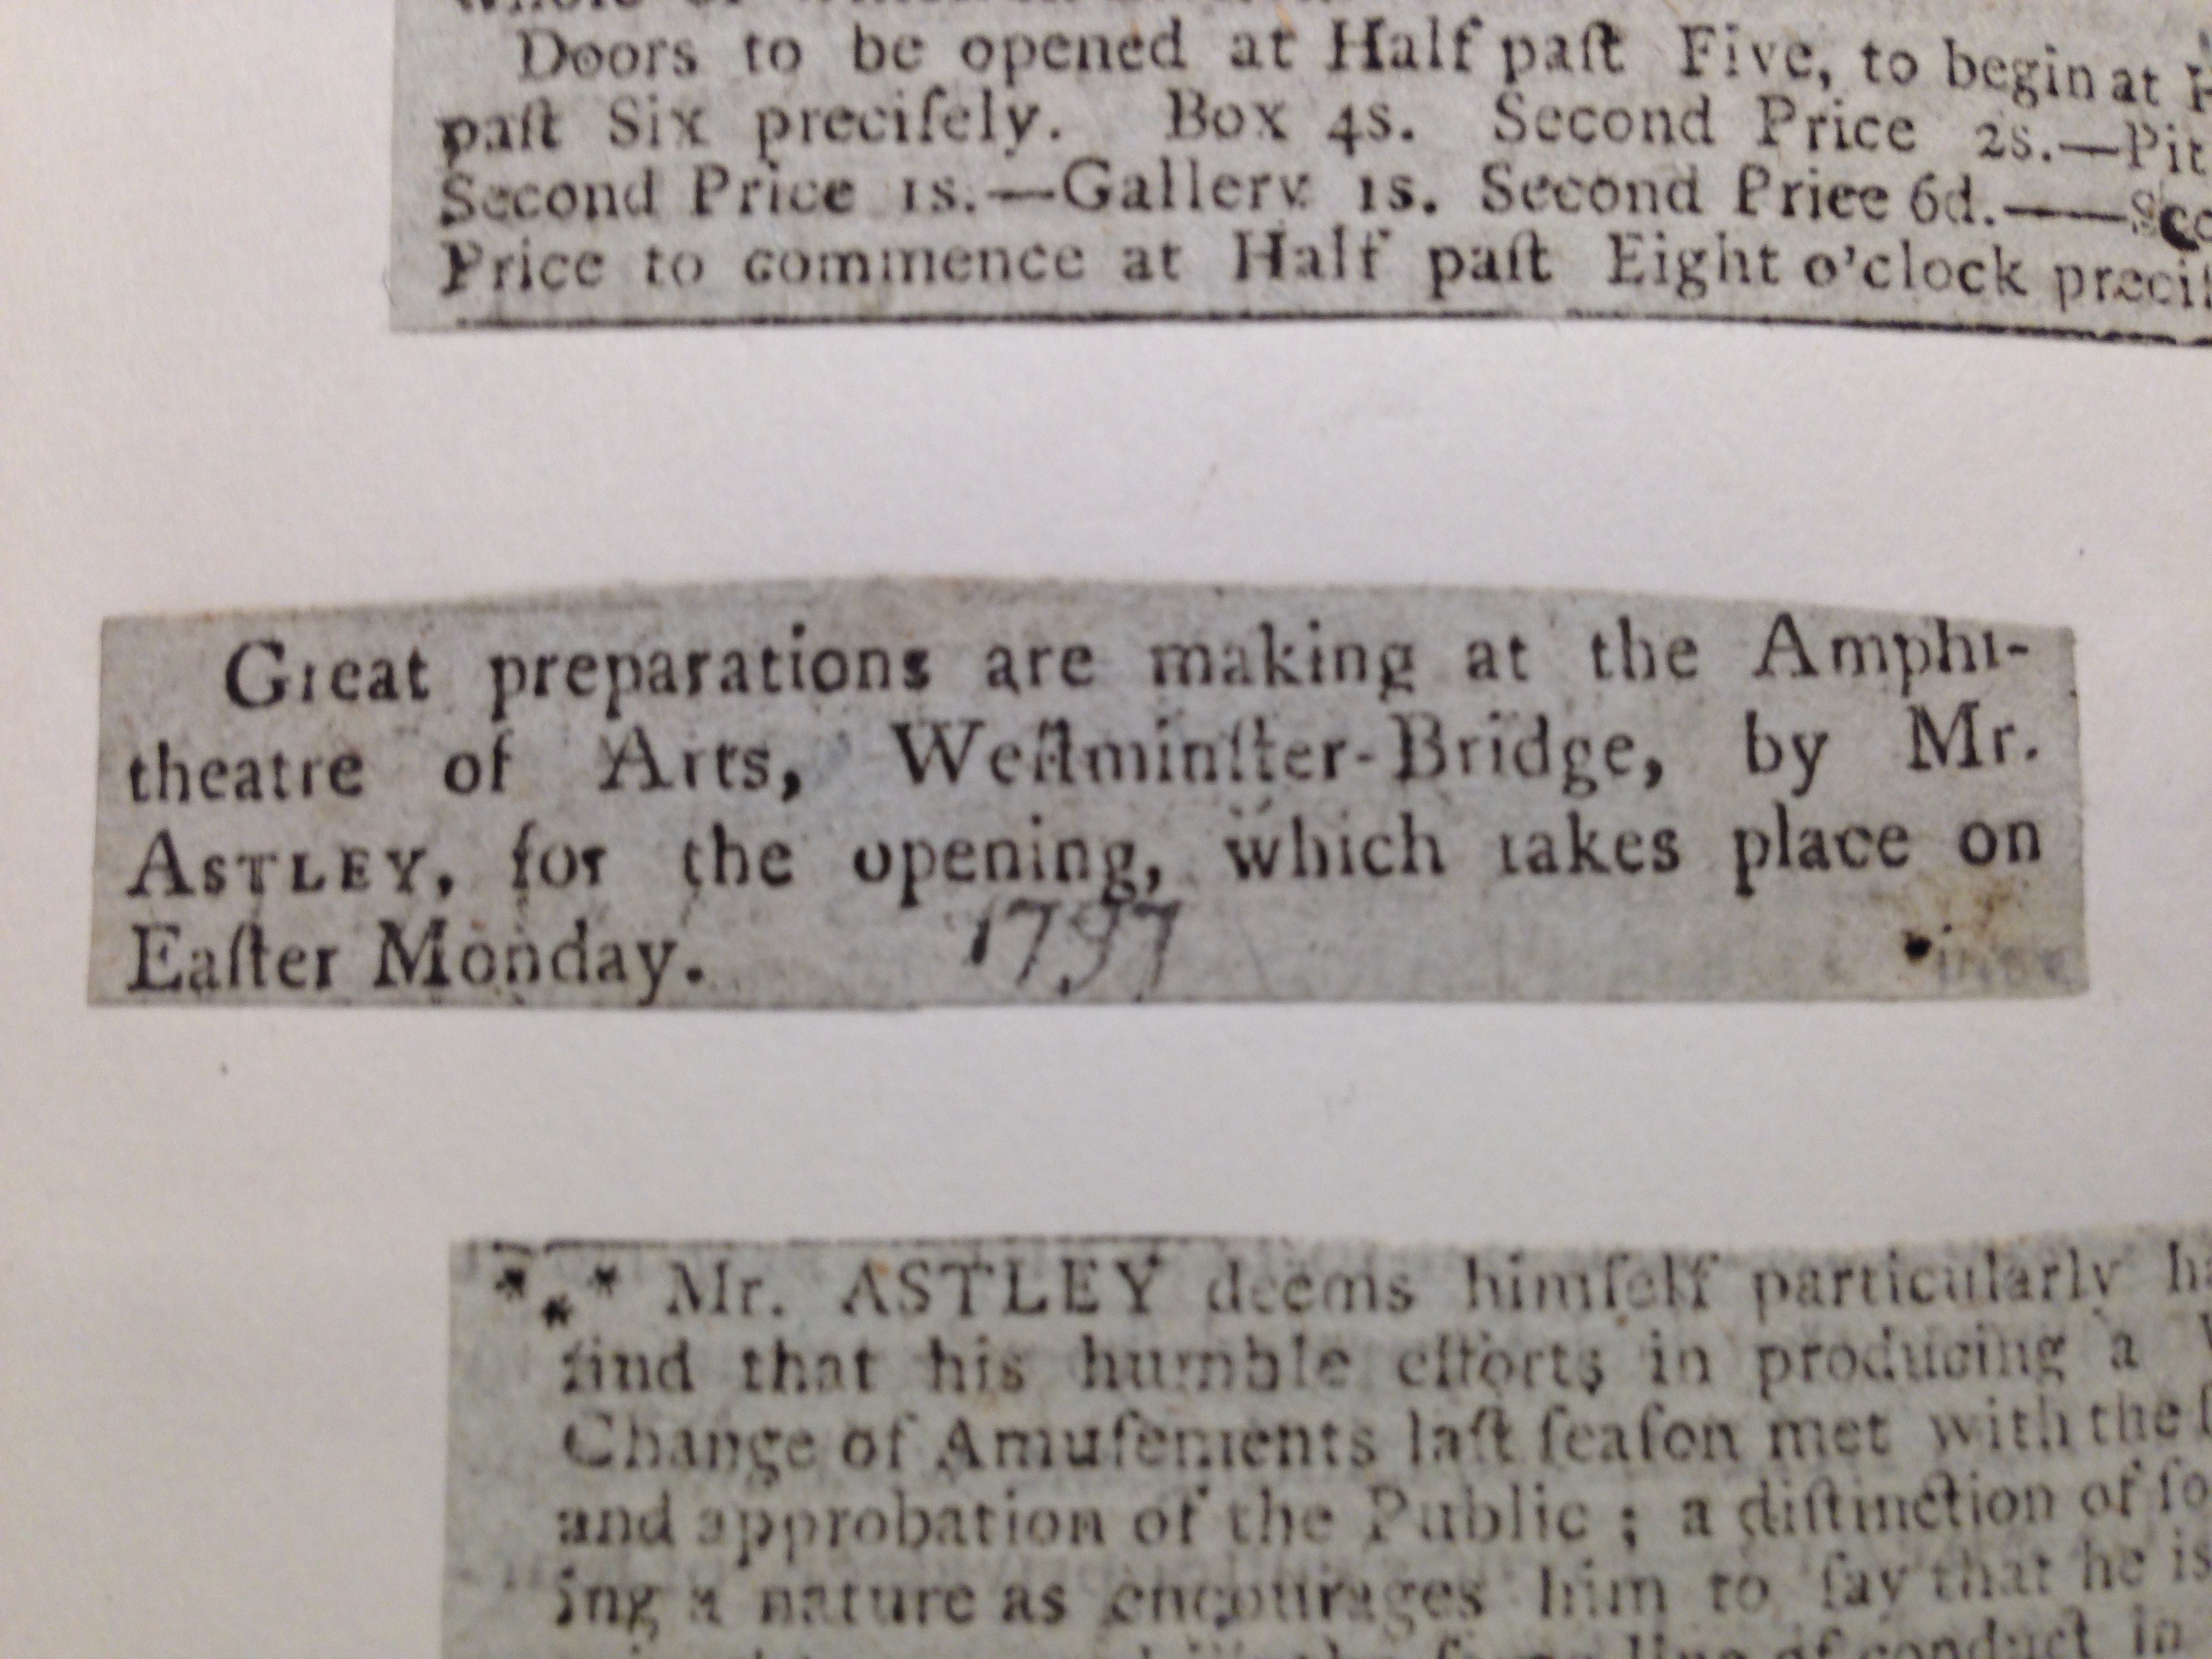 Doors to be opened at Half paſt Five, to begin at
paſt Six preciſely. Box 4s. Second Price 2s.—Pit
Second Price 1s.—Gallery 1s. Second Price 6d.——
Price to commence at Half paſt Eight o'clock
Great preparations are making at the Amphi-
theatre of Arts, Weſtminſter-Bridge, by Mr.
ASTLEY, for the opening, which takes place on
Eaſter Monday. 1797
*⁎* Mr. ASTLEY deems himſelf particularly
find that his humble efforts in producing a
Change of Amuſements laſt ſeaſon met with the
and approbation of the Public ; a diſtinction of
ing a nature as encourages him to ſay that he is
line of conduct in